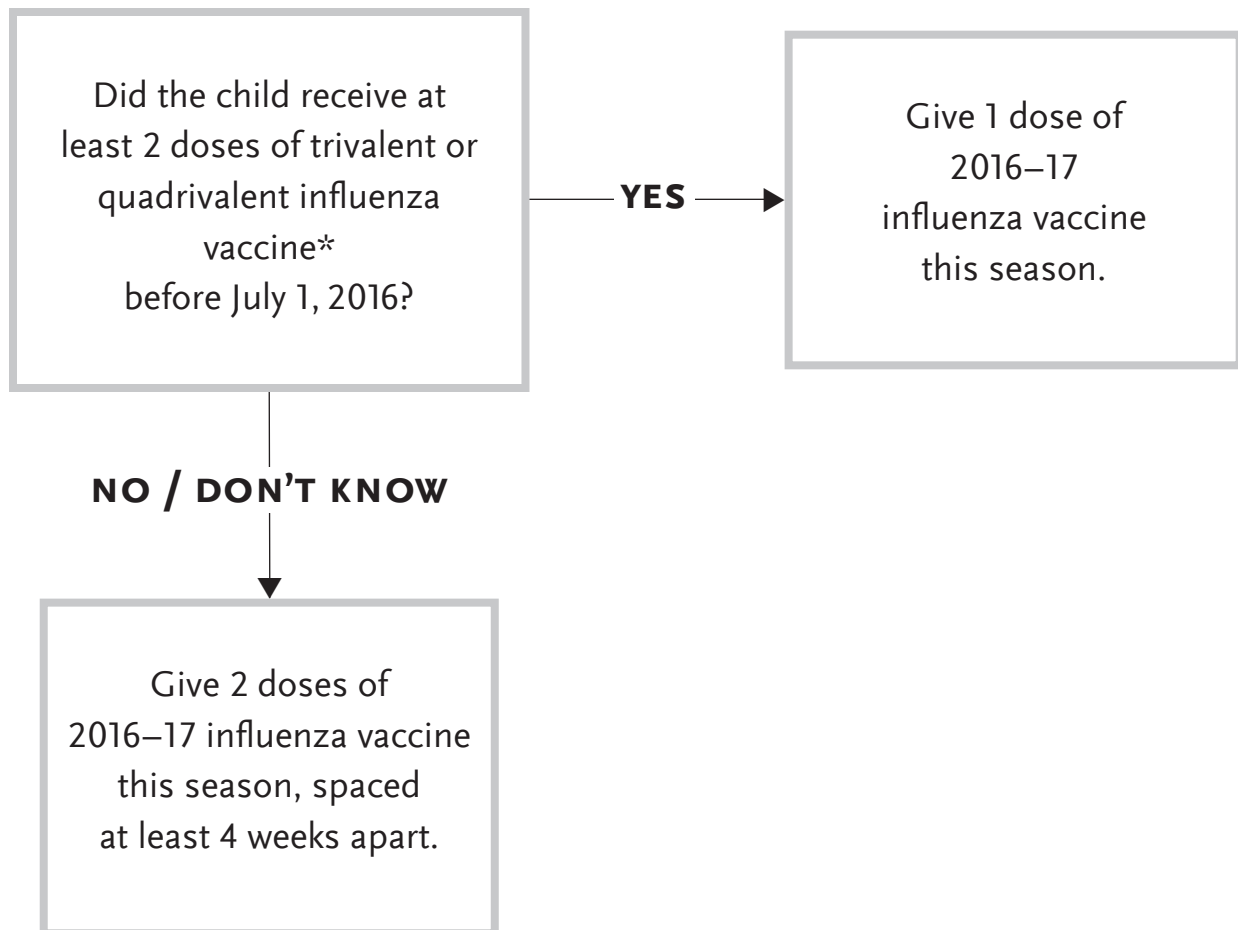 Did the child receive at
least 2 doses of trivalent or
quadrivalent influenza
vaccine*
before July 1, 2016?
YES
Give 1 dose of
2016–17
influenza vaccine
this season.
NO / DON’T KNOW
Give 2 doses of
2016–17 influenza vaccine
this season, spaced
at least 4 weeks apart.